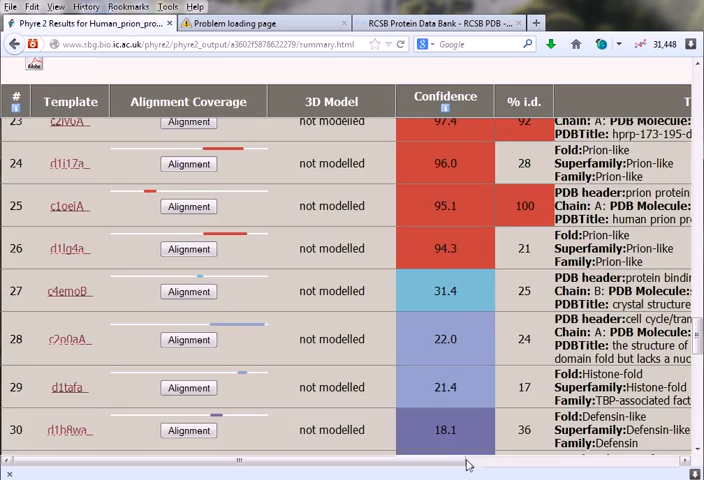 File Edit View History Bookmarks Tools Help
Phyre 2 Results for Human_prion_pro... × Problem loading page × RCSB Protein Data Bank - RCSB PDB - ... × +
www.sbg.bio.ic.ac.uk/phyre2/phyre2_output/a3602f5878622279/summary.html Google 31,448
Adobe
# Template Alignment Coverage 3D Model Confidence % i.d. T
23 Alignment not modelled 97.4 92 Chain: A: PDB Molecule:
PDBTitle: hprp-173-195-d
24 d1i17a_ Alignment not modelled 96.0 28 Fold:Prion-like
Superfamily:Prion-like
Family:Prion-like
25 c1oeiA_ Alignment not modelled 95.1 100 PDB header:prion protein
Chain: A: PDB Molecule:
PDBTitle: human prion pr
26 d1lg4a_ Alignment not modelled 94.3 21 Fold:Prion-like
Superfamily:Prion-like
Family:Prion-like
27 c4emoB_ Alignment not modelled 31.4 25 PDB header:protein bindin
Chain: B: PDB Molecule:
PDBTitle: crystal structure
28 c2o0aA_ Alignment not modelled 22.0 24 PDB header:cell cycle/tran
Chain: A: PDB Molecule:
PDBTitle: the structure of
domain fold but lacks a nuc
29 d1tafa_ Alignment not modelled 21.4 17 Fold:Histone-fold
Superfamily:Histone-fold
Family:TBP-associated fact
30 d1h8wa_ Alignment not modelled 18.1 36 Fold:Defensin-like
Superfamily:Defensin-like
Family:Defensin